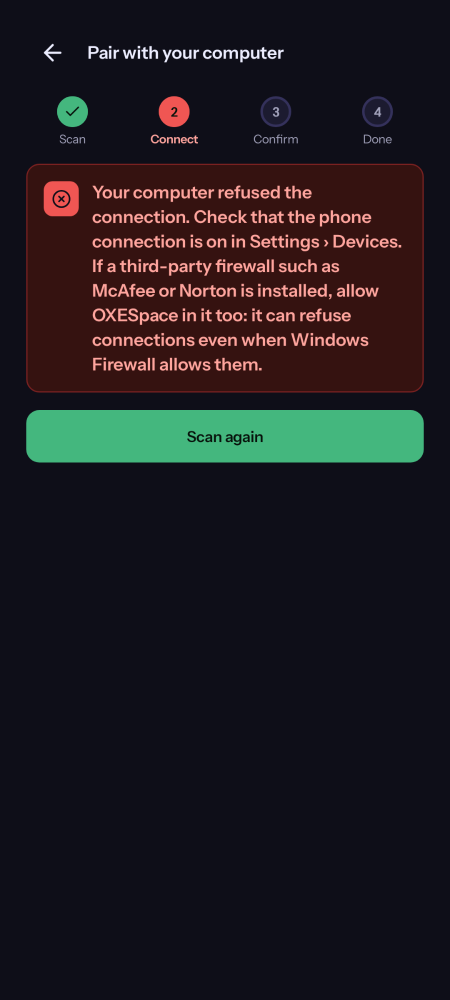 Pair with your computer
2
3
4
Scan
Connect
Confirm
Done
Your computer refused the
connection. Check that the phone
connection is on in Settings › Devices.
If a third-party firewall such as
McAfee or Norton is installed, allow
OXESpace in it too: it can refuse
connections even when Windows
Firewall allows them.
Scan again